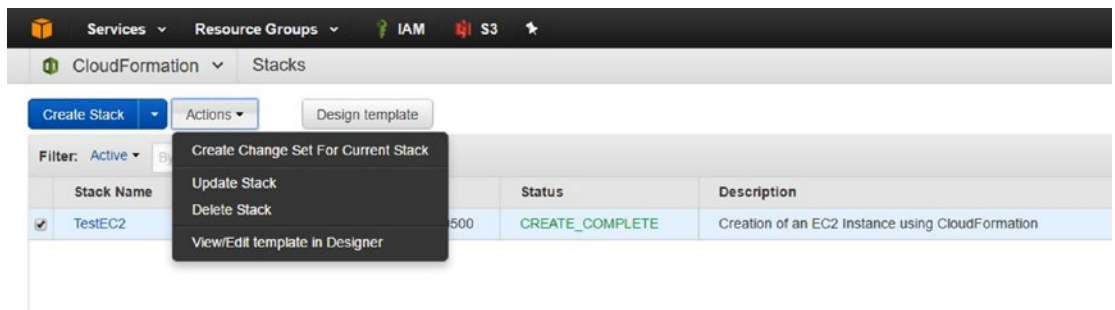 Services Resource Groups IAM S3
CloudFormation Stacks
Create Stack Actions Design template
Create Change Set For Current Stack
Filter: Active By
Update Stack
Stack Name Status Description
Delete Stack
TestEC2 0500 CREATE_COMPLETE Creation of an EC2 Instance using CloudFormation
View/Edit template in Designer